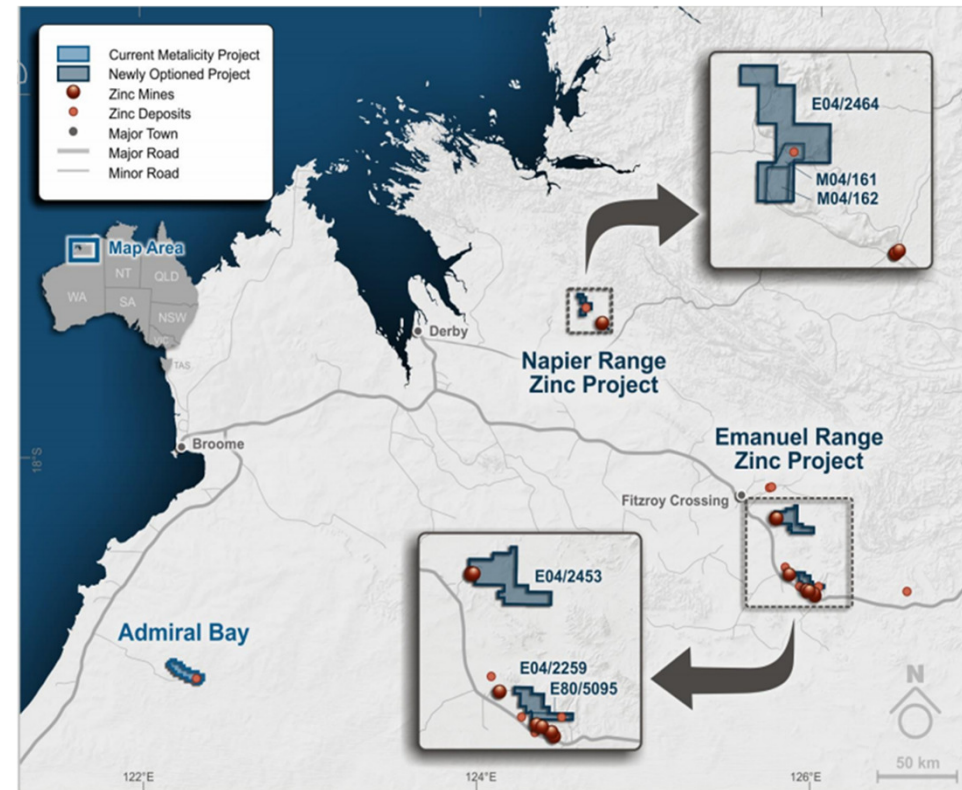 Current Metalicity Project
Newly Optioned Project
Zinc Mines
Zinc Deposits
Major Town
Major Road
Minor Road
Map Area
WA
NT
QLD
SA
NSW
VIC
TAS
E04/2464
M04/161
M04/162
Derby
Napier Range
Zinc Project
Broome
18°S
Emanuel Range
Zinc Project
Fitzroy Crossing
E04/2453
E04/2259
E80/5095
Admiral Bay
N
50 km
122°E
124°E
126°E